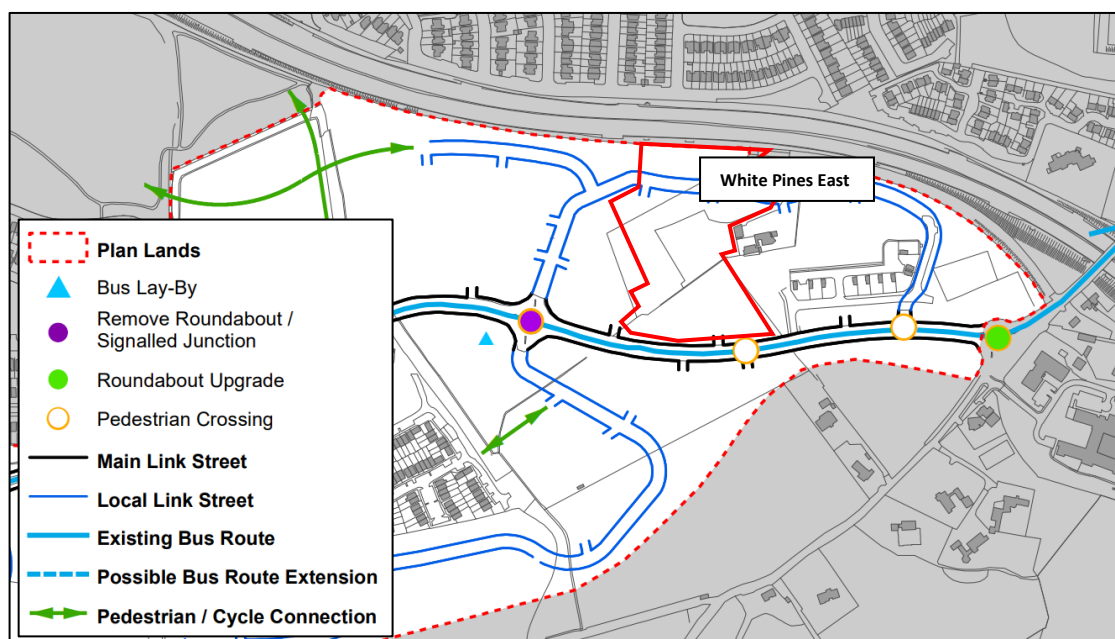 White Pines East
Plan Lands
Bus Lay-By
Remove Roundabout /
Signalled Junction
Roundabout Upgrade
Pedestrian Crossing
Main Link Street
Local Link Street
Existing Bus Route
Possible Bus Route Extension
Pedestrian / Cycle Connection